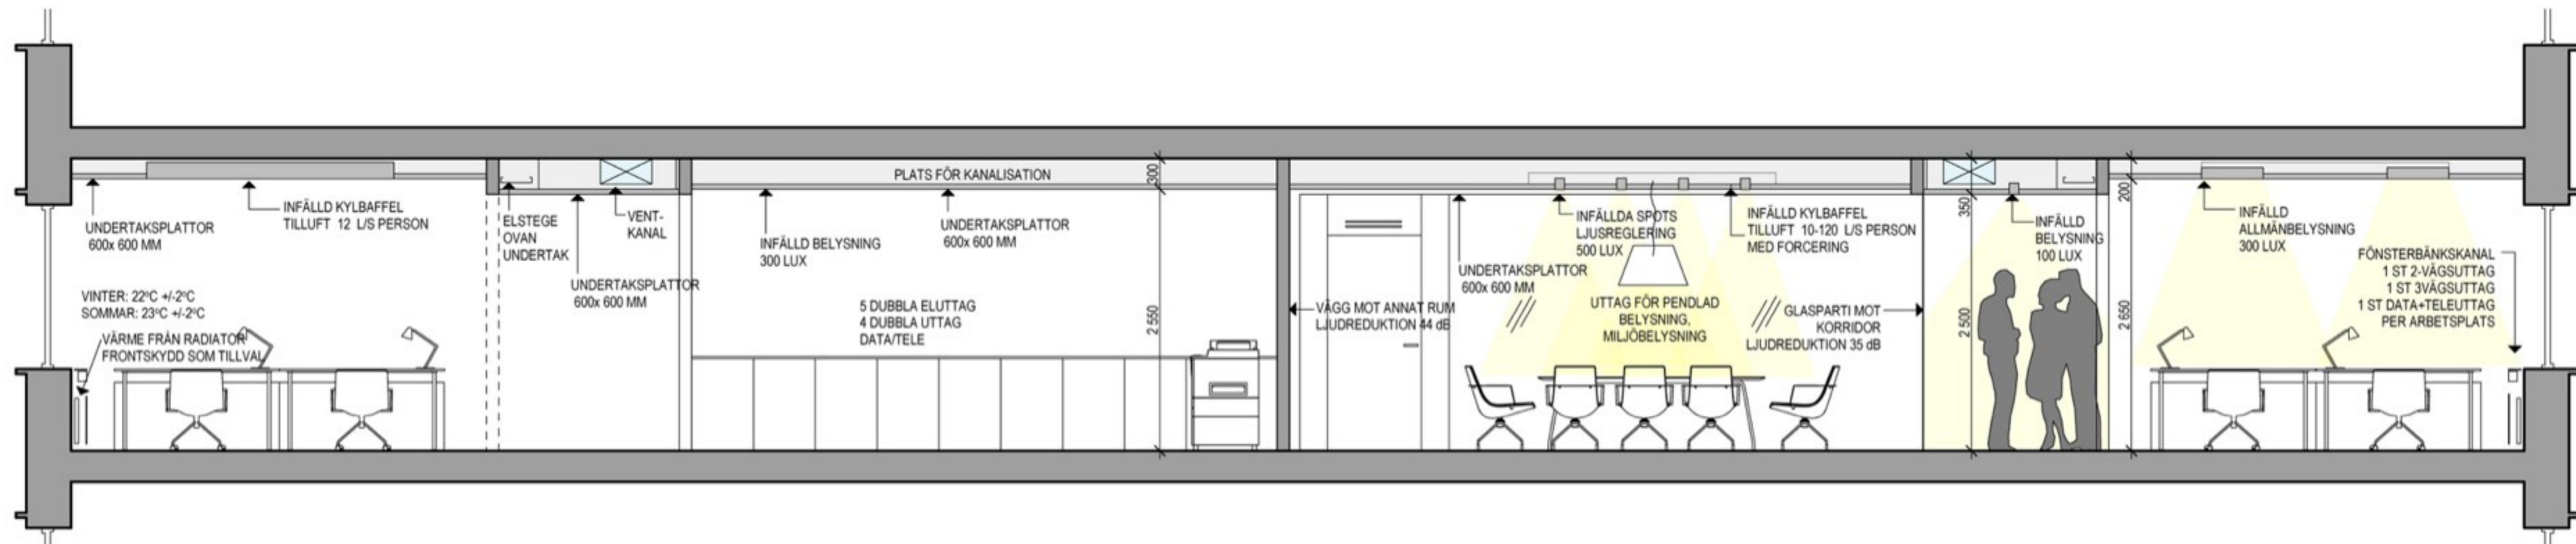 UNDERTAKSPLATTOR
600x 600 MM
INFÄLLD KYLBAFFEL
TILLUFT 12 L/S PERSON
VINTER: 22°C +/-2°C
SOMMAR: 23°C +/-2°C
VÄRME FRÅN RADIATOR
FRONTSKYDD SOM TILLVAL
ELSTEGE
OVAN
UNDERTAK
VENT-
KANAL
UNDERTAKSPLATTOR
600x 600 MM
PLATS FÖR KANALISATION
INFÄLLD BELYSNING
300 LUX
UNDERTAKSPLATTOR
600x 600 MM
5 DUBBLA ELUTTAG
4 DUBBLA UTTAG
DATA/TELE
300
2 550
VÄGG MOT ANNAT RUM
LJUDREDUKTION 44 dB
UNDERTAKSPLATTOR
600x 600 MM
INFÄLLDA SPOTS
LJUSREGLERING
500 LUX
INFÄLLD KYLBAFFEL
TILLUFT 10-120 L/S PERSON
MED FORCERING
UTTAG FÖR PENDLAD
BELYSNING,
MILJÖBELYSNING
GLASPARTI MOT
KORRIDOR
LJUDREDUKTION 35 dB
350
2 500
INFÄLLD
BELYSNING
100 LUX
200
2 650
INFÄLLD
ALLMÄNBELYSNING
300 LUX
FÖNSTERBÄNKSKANAL
1 ST 2-VÄGSUTTAG
1 ST 3VÄGSUTTAG
1 ST DATA+TELEUTTAG
PER ARBETSPLATS